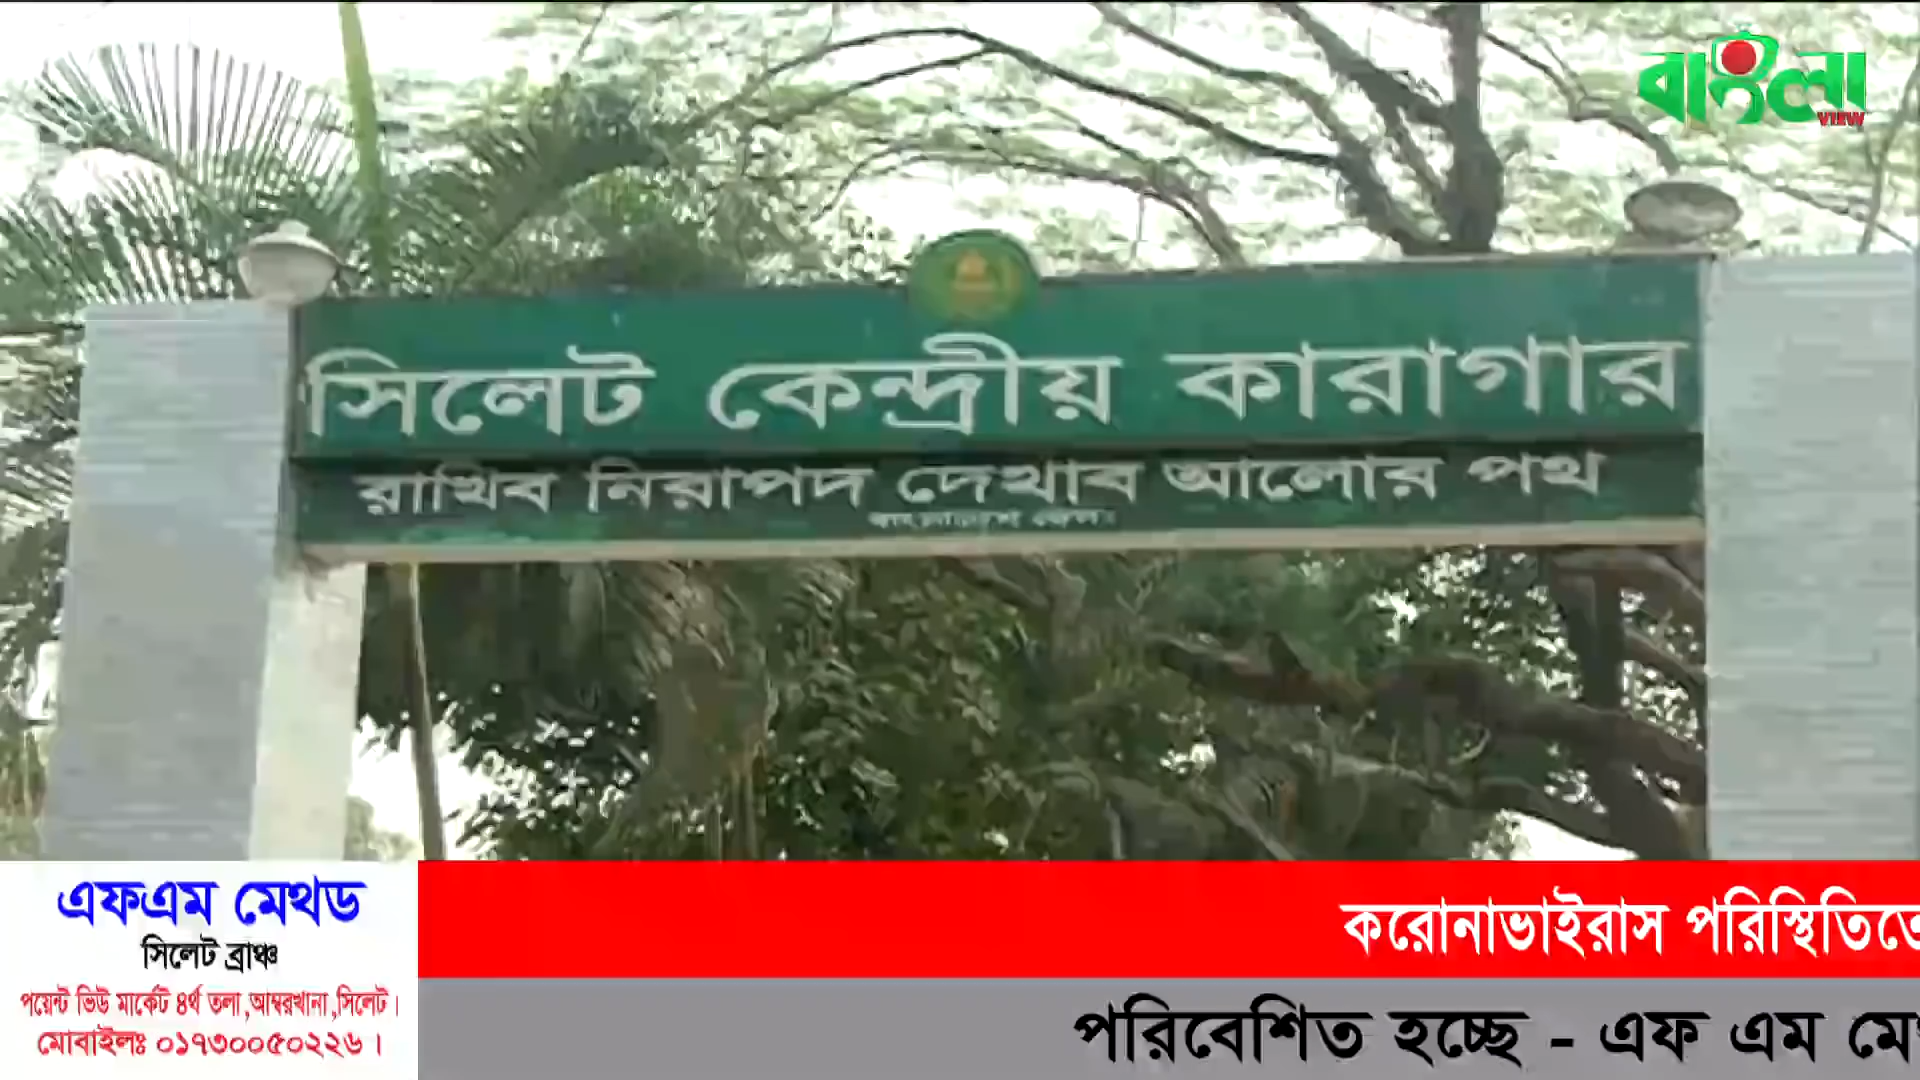 বাংলা
VIEW
সিলেট কেন্দ্রীয় কারাগার
রাখিব নিরাপদ দেখাব আলোর পথ
এফএম মেথড
সিলেট ব্রাঞ্চ
পয়েন্ট ভিউ মার্কেট ৪র্থ তলা,আম্বরখানা,সিলেট।
মোবাইলঃ ০১৭৩০০৫০২২৬।
করোনাভাইরাস পরিস্থিতিতে
পরিবেশিত হচ্ছে - এফ এম